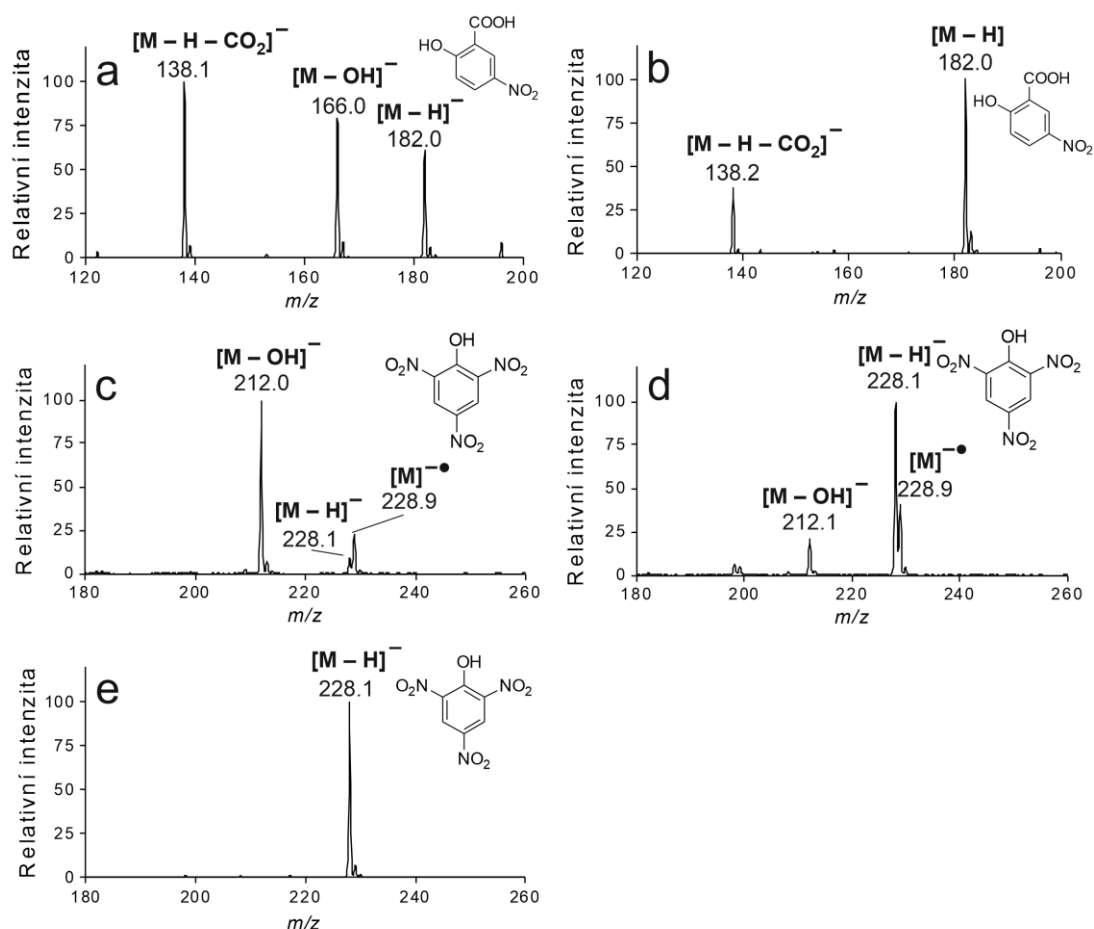 a
[M – H – CO₂]⁻
138.1
[M – OH]⁻
166.0
[M – H]⁻
182.0
COOH
HO
NO₂
Relativní intenzita
100
75
50
25
0
120 140 160 180 200
m/z
b
[M – H – CO₂]⁻
138.2
[M – H]
182.0
COOH
HO
NO₂
Relativní intenzita
100
75
50
25
0
120 140 160 180 200
m/z
c
[M – OH]⁻
212.0
[M – H]⁻
228.1
[M]⁻•
228.9
OH
O₂N NO₂
NO₂
Relativní intenzita
100
75
50
25
0
180 200 220 240 260
m/z
d
[M – OH]⁻
212.1
[M – H]⁻
228.1
[M]⁻•
228.9
OH
O₂N NO₂
NO₂
Relativní intenzita
100
75
50
25
0
180 200 220 240 260
m/z
e
[M – H]⁻
228.1
OH
O₂N NO₂
NO₂
Relativní intenzita
100
75
50
25
0
180 200 220 240 260
m/z